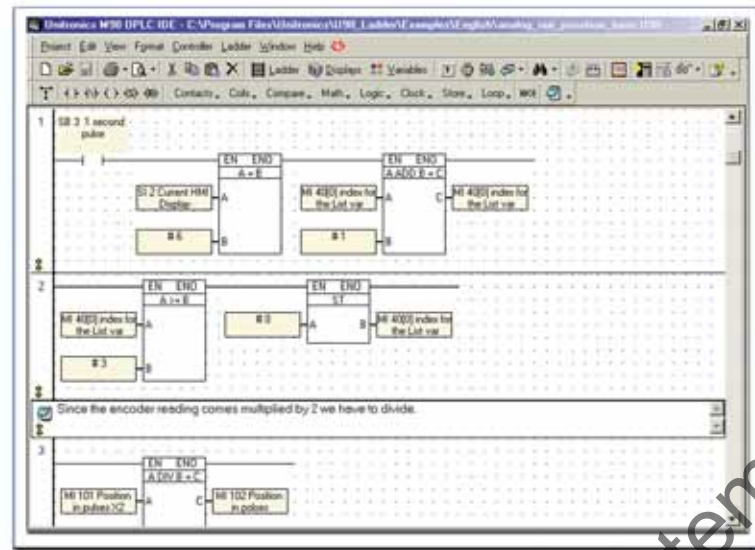 Unitronics M90 OPLC IDE - C:\Program Files\Unitronics\U90_Ladder\Examples\English\
Project Edit View Format Controller Ladder Window Help
Ladder Displays Variables
Contacts Coils Compare Math Logic Clock Store Loop
1
SB 3 1 second
pulse
EN ENO EN ENO
A = B A ADD B = C
SI 2 Current HMI
Display A MI 40[0] index for
the List var A C MI 40[0] index for
the List var
# 6 B # 1 B
2
EN ENO EN ENO
A >= B ST
MI 40[0] index for
the List var A # 0 A B MI 40[0] index for
the List var
# 3 B
Since the encoder reading comes multiplied by 2 we have to divide.
3
EN ENO
A DIV B = C
MI 101 Position
in pulses X2 A C MI 102 Position
in pulses